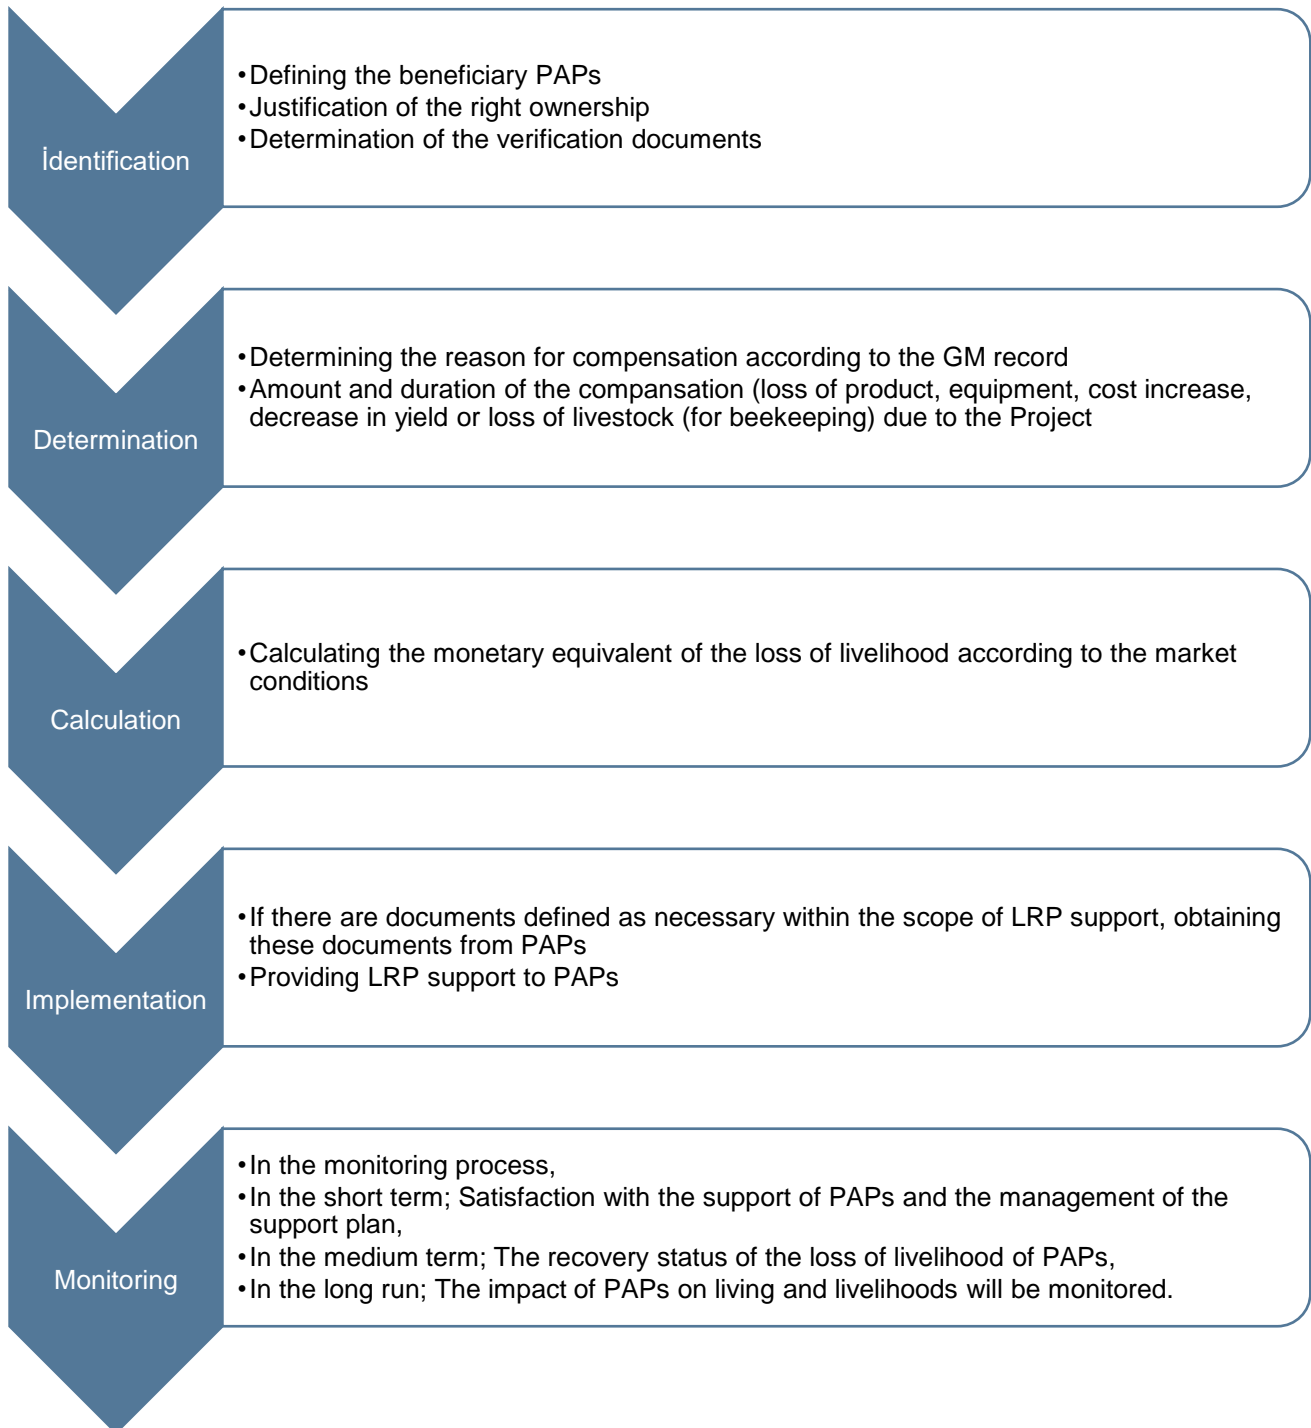 İdentification
•Defining the beneficiary PAPs
•Justification of the right ownership
•Determination of the verification documents
Determination
•Determining the reason for compensation according to the GM record
•Amount and duration of the compansation (loss of product, equipment, cost increase,
decrease in yield or loss of livestock (for beekeeping) due to the Project
Calculation
•Calculating the monetary equivalent of the loss of livelihood according to the market
conditions
Implementation
•If there are documents defined as necessary within the scope of LRP support, obtaining
these documents from PAPs
•Providing LRP support to PAPs
Monitoring
•In the monitoring process,
•In the short term; Satisfaction with the support of PAPs and the management of the
support plan,
•In the medium term; The recovery status of the loss of livelihood of PAPs,
•In the long run; The impact of PAPs on living and livelihoods will be monitored.